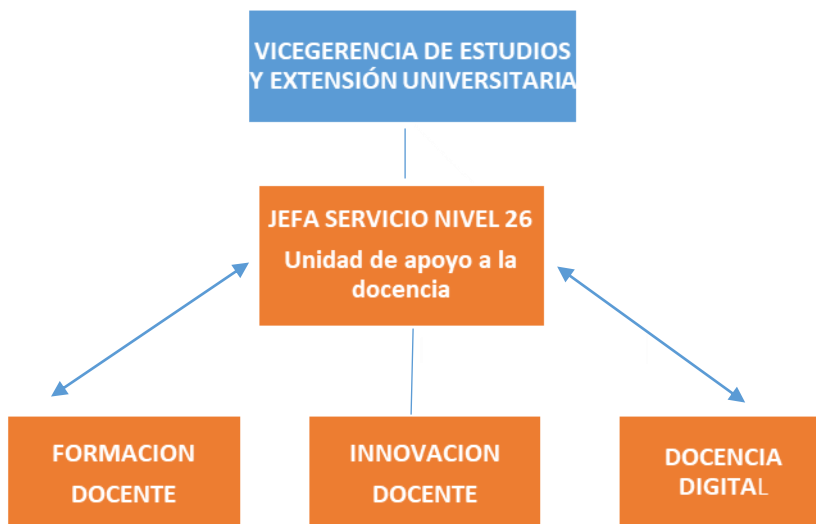 VICEGERENCIA DE ESTUDIOS
Y EXTENSIÓN UNIVERSITARIA
JEFA SERVICIO NIVEL 26
Unidad de apoyo a la
docencia
FORMACION
DOCENTE
INNOVACION
DOCENTE
DOCENCIA
DIGITAL